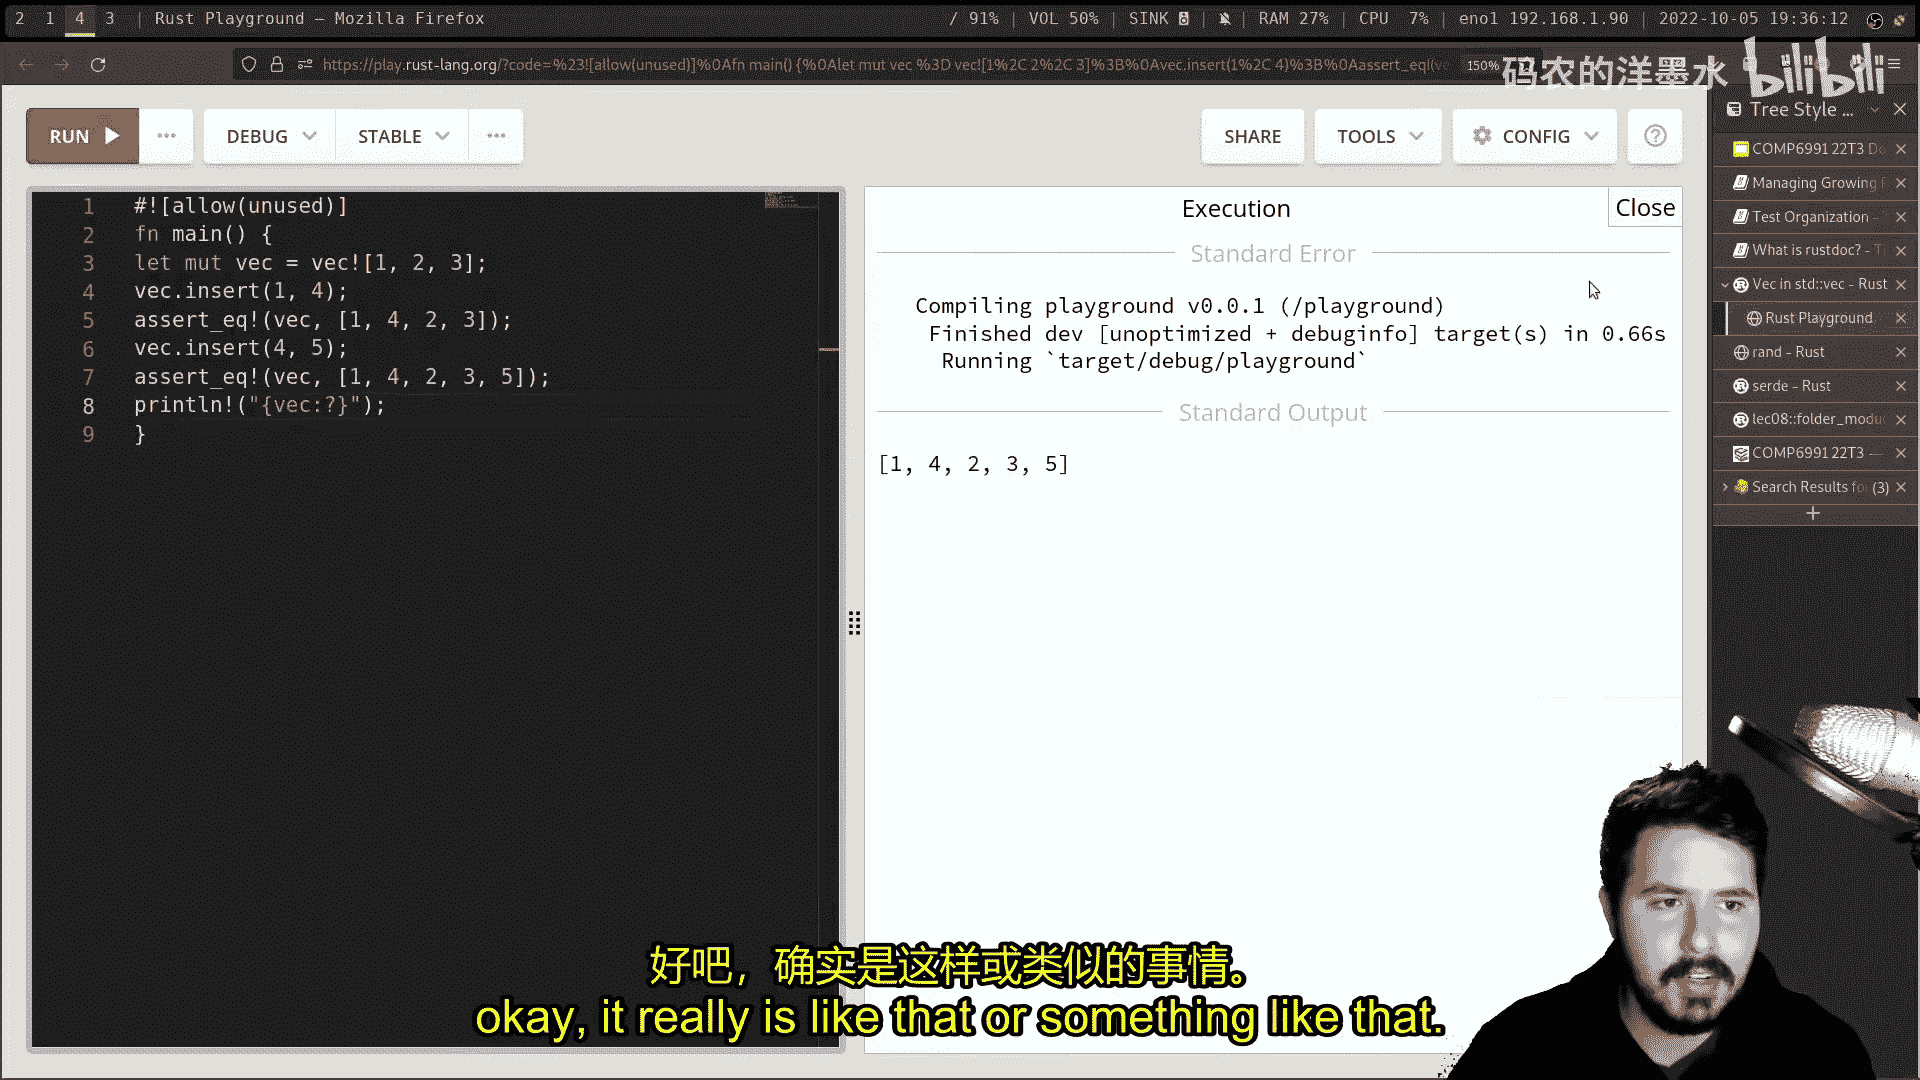 2 1 4 3 | Rust Playground — Mozilla Firefox
/ 91% | VOL 50% | SINK | RAM 27% | CPU 7% | eno1 192.168.1.90 | 2022-10-05 19:36:12
https://play.rust-lang.org/?code=%23![allow(unused)]%0Afn main() {%0Alet mut vec %3D vec![1%2C 2%2C 3]%3B%0Avec.insert(1%2C 4)%3B%0Aassert_eq!(ve
150%
码农的洋墨水 bilibili
RUN ▶ ··· DEBUG STABLE ··· SHARE TOOLS CONFIG ?
1 #![allow(unused)]
2 fn main() {
3 let mut vec = vec![1, 2, 3];
4 vec.insert(1, 4);
5 assert_eq!(vec, [1, 4, 2, 3]);
6 vec.insert(4, 5);
7 assert_eq!(vec, [1, 4, 2, 3, 5]);
8 println!("{vec:?}");
9 }
Execution
Close
Standard Error
Compiling playground v0.0.1 (/playground)
Finished dev [unoptimized + debuginfo] target(s) in 0.66s
Running `target/debug/playground`
Standard Output
[1, 4, 2, 3, 5]
Tree Style ...
COMP6991 22T3
Managing Growing
Test Organization -
What is rustdoc? -
Vec in std::vec - Rust
Rust Playground
rand - Rust
serde - Rust
lec08::folder_modu
COMP6991 22T3 —
Search Results fo (3)
+
好吧，确实是这样或类似的事情。
okay, it really is like that or something like that.